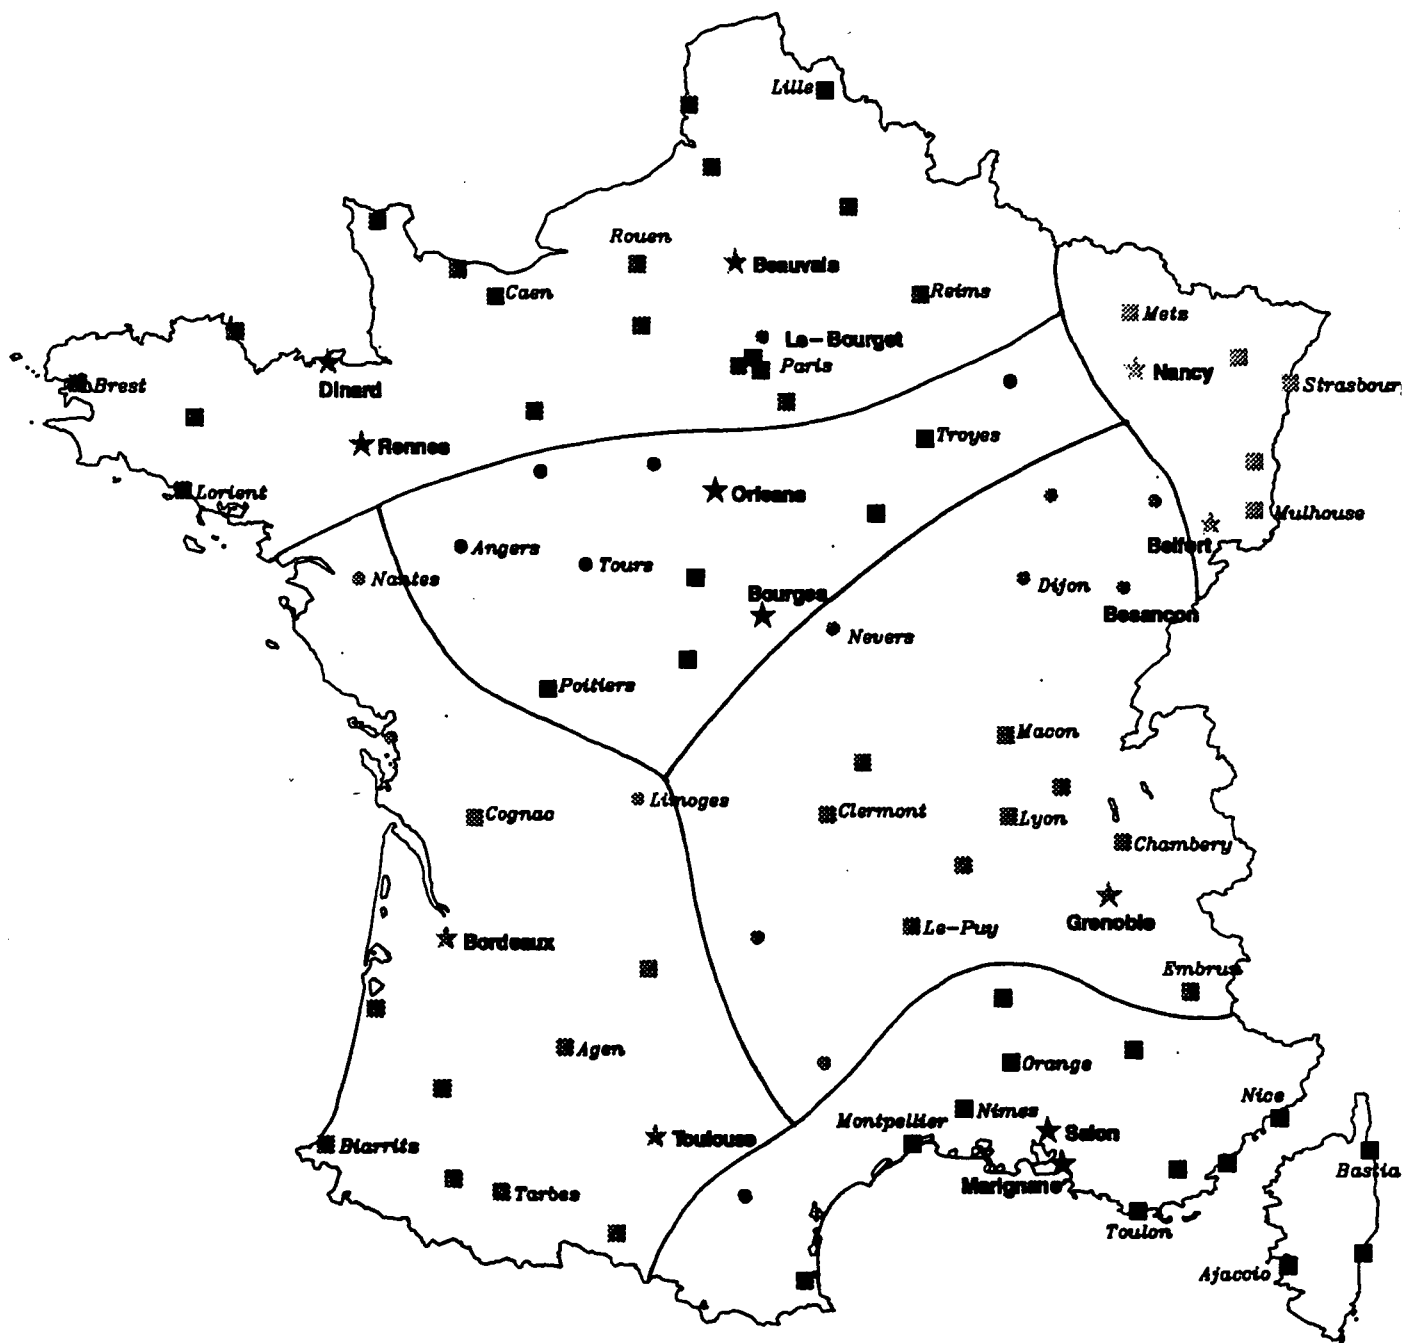 Lille
Rouen
Beauvais
Caen
Reims
Metz
Le-Bourget
Paris
Nancy
Brest
Dinard
Strasbourg
Rennes
Troyes
Lorient
Orleans
Mulhouse
Angers
Belfort
Tours
Nantes
Dijon
Bourges
Besancon
Nevers
Poitiers
Macon
Limoges
Cognac
Clermont
Lyon
Chambery
Grenoble
Le-Puy
Bordeaux
Embrun
Agen
Orange
Nice
Nimes
Montpellier
Salon
Toulouse
Biarritz
Bastia
Marignane
Tarbes
Toulon
Ajaccio